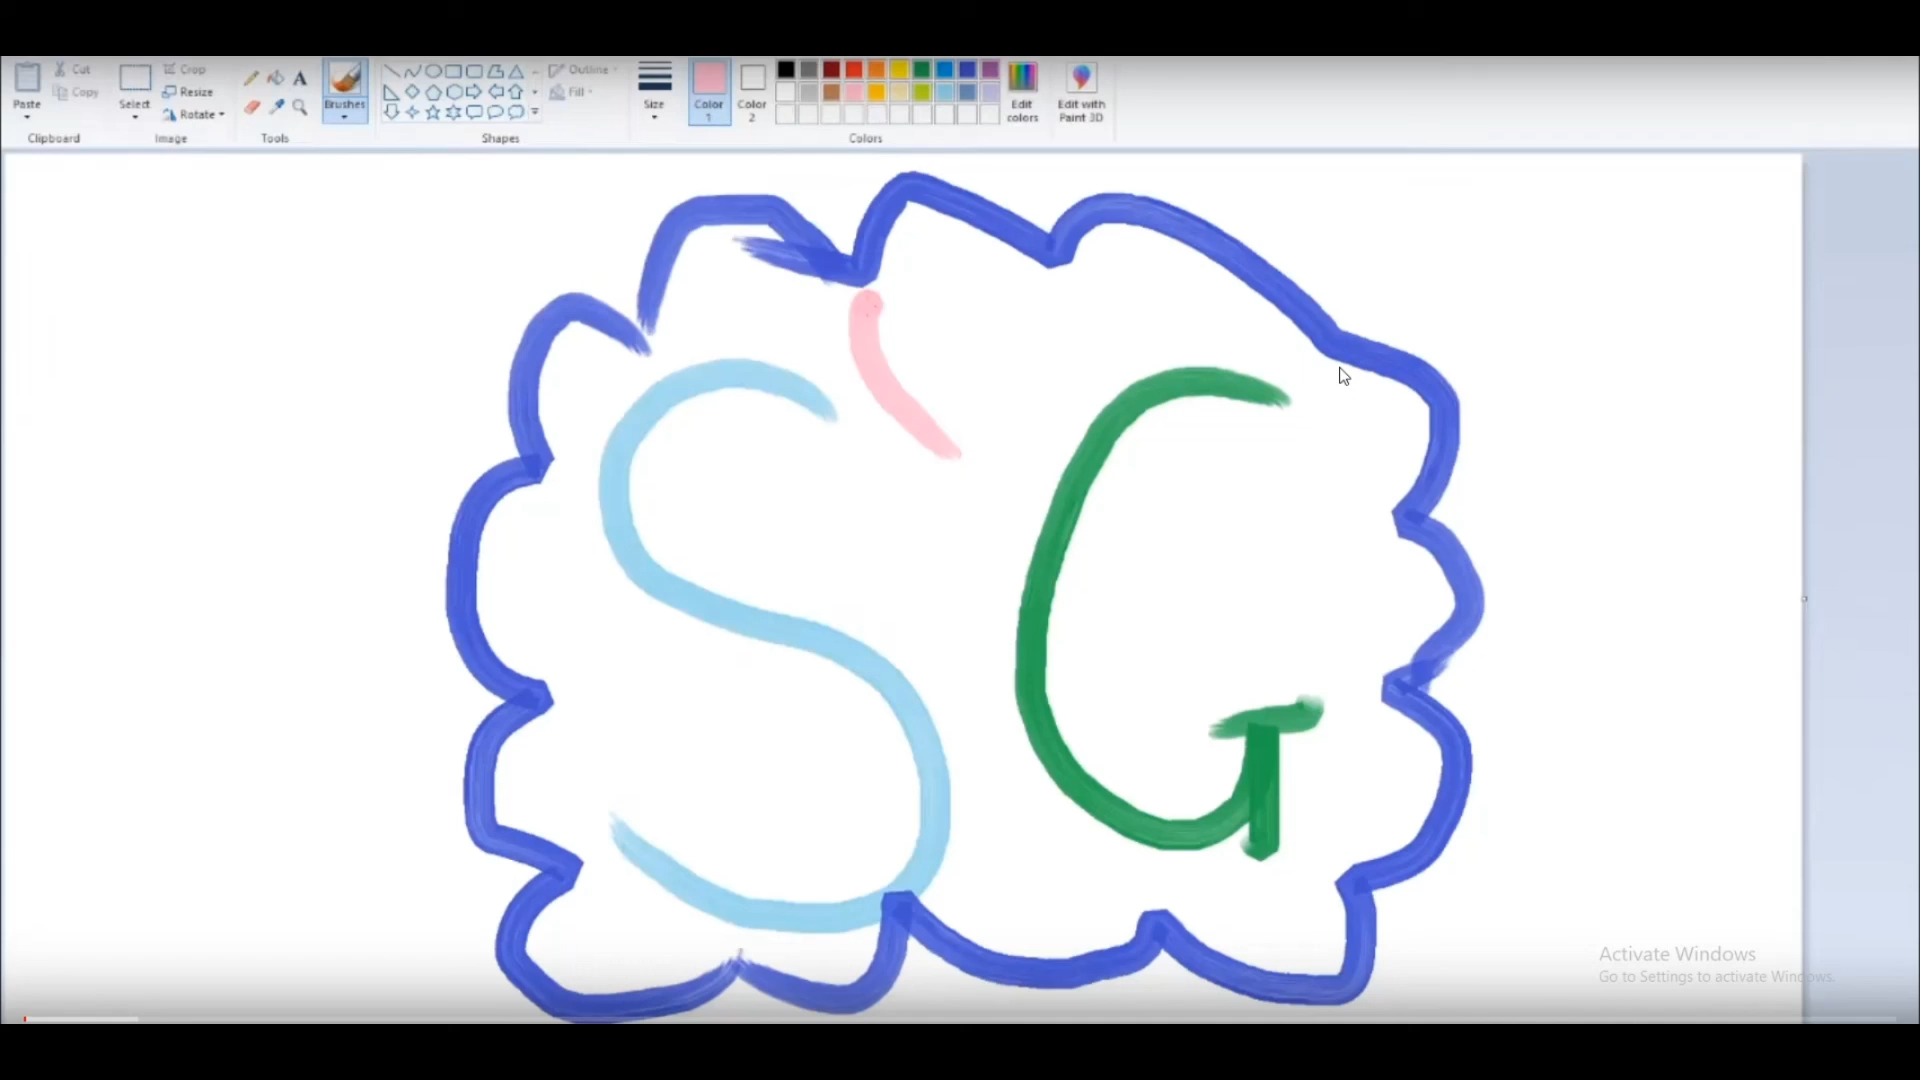 Cut
Copy
Paste
Clipboard
Crop
Resize
Rotate
Select
Image
A
Tools
Brushes
Outline
Fill
Shapes
Size
Color 1
Color 2
Edit colors
Colors
Edit with Paint 3D
SG
Activate Windows
Go to Settings to activate Windows.